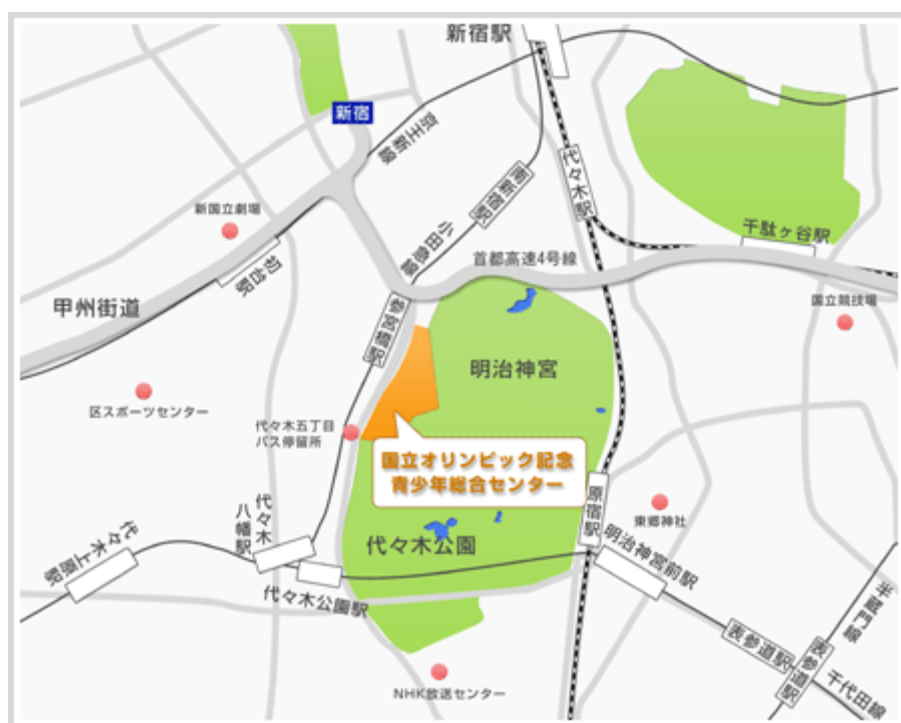 新宿駅
新宿
京王新線
代々木駅
南新宿駅
新国立劇場
小田急線
千駄ヶ谷駅
初台駅
首都高速4号線
甲州街道
参宮橋駅
国立競技場
明治神宮
区スポーツセンター
代々木五丁目
バス停留所
国立オリンピック記念
青少年総合センター
原宿駅
東郷神社
代々木
八幡駅
代々木上原駅
代々木公園
明治神宮前駅
代々木公園駅
半蔵門線
表参道駅
表参道駅
千代田線
NHK放送センター